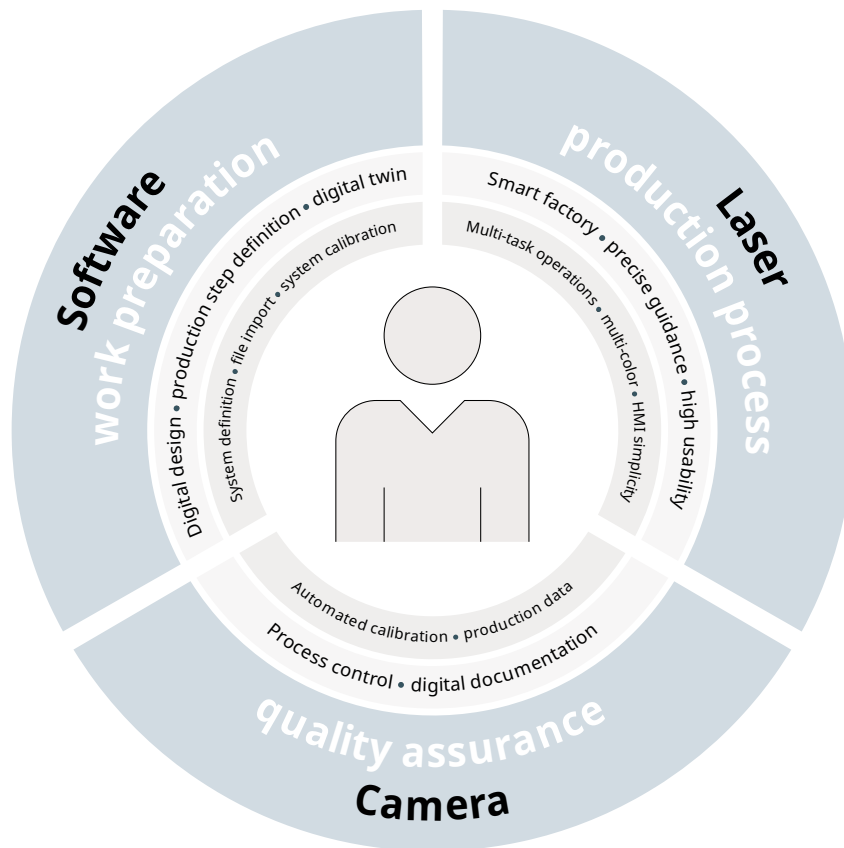 Software
work preparation
Digital design • production step definition • digital twin
System definition • file import • system calibration
Laser
production process
Smart factory • precise guidance • high usability
Multi-task operations • multi-color • HMI simplicity
Automated calibration • production data
Process control • digital documentation
quality assurance
Camera